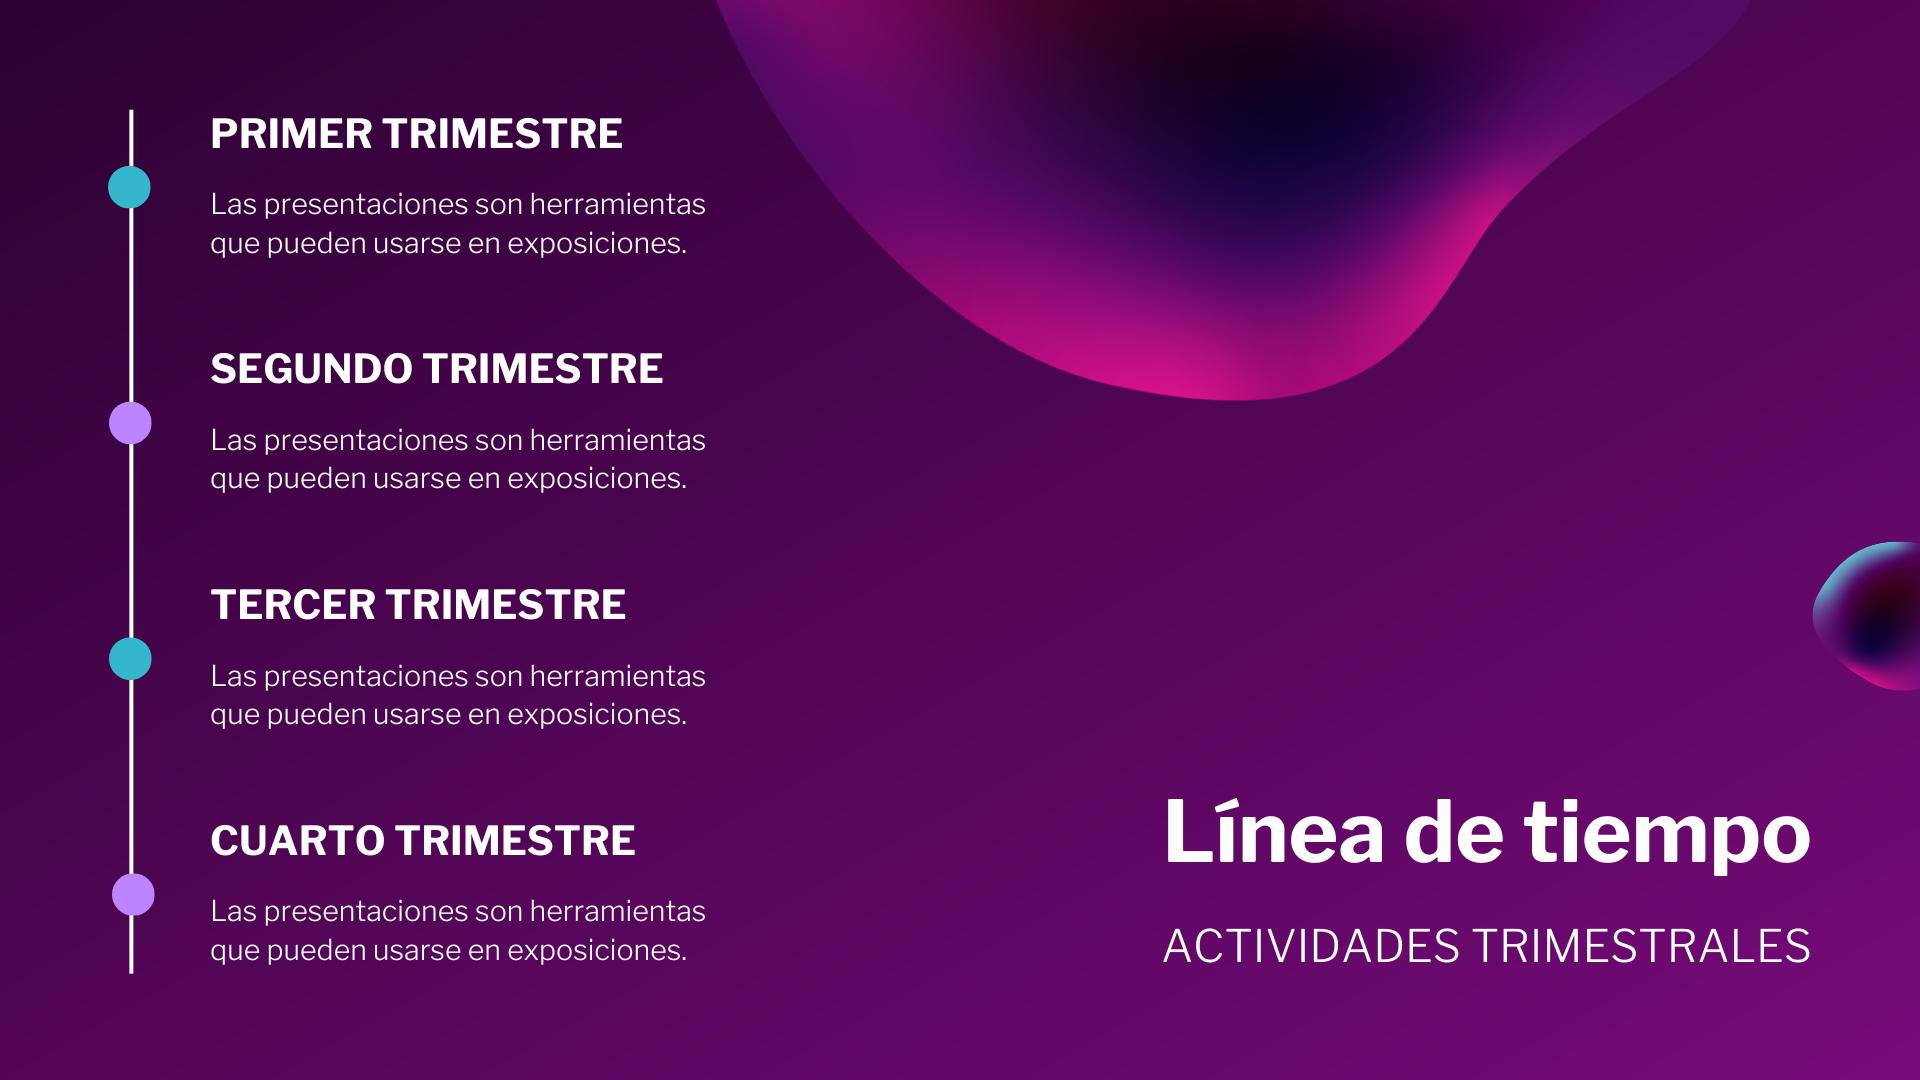 PRIMER TRIMESTRE
Las presentaciones son herramientas
que pueden usarse en exposiciones.
SEGUNDO TRIMESTRE
Las presentaciones son herramientas
que pueden usarse en exposiciones.
TERCER TRIMESTRE
Las presentaciones son herramientas
que pueden usarse en exposiciones.
CUARTO TRIMESTRE
Las presentaciones son herramientas
que pueden usarse en exposiciones.
Línea de tiempo
ACTIVIDADES TRIMESTRALES